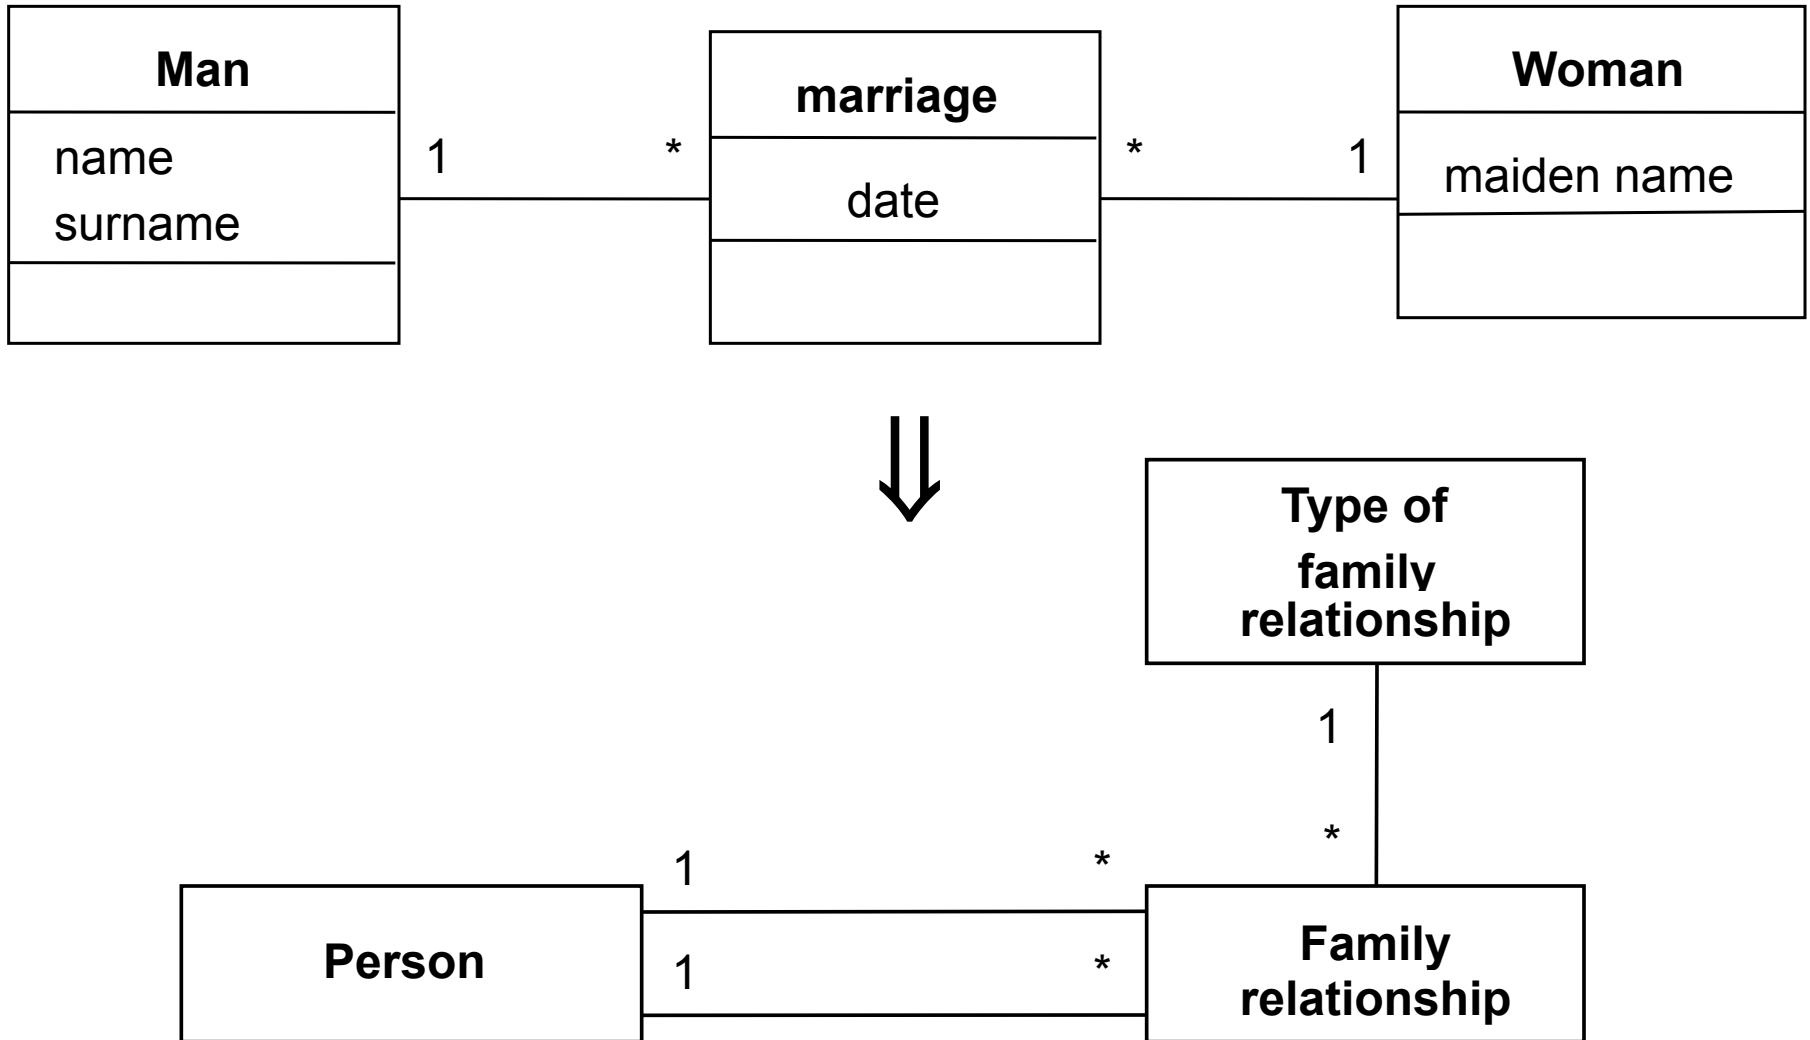 Man
name
surname
1
*
marriage
date
*
1
Woman
maiden name
⇓
Type of
family
relationship
1
*
1
*
Person
1
*
Family
relationship